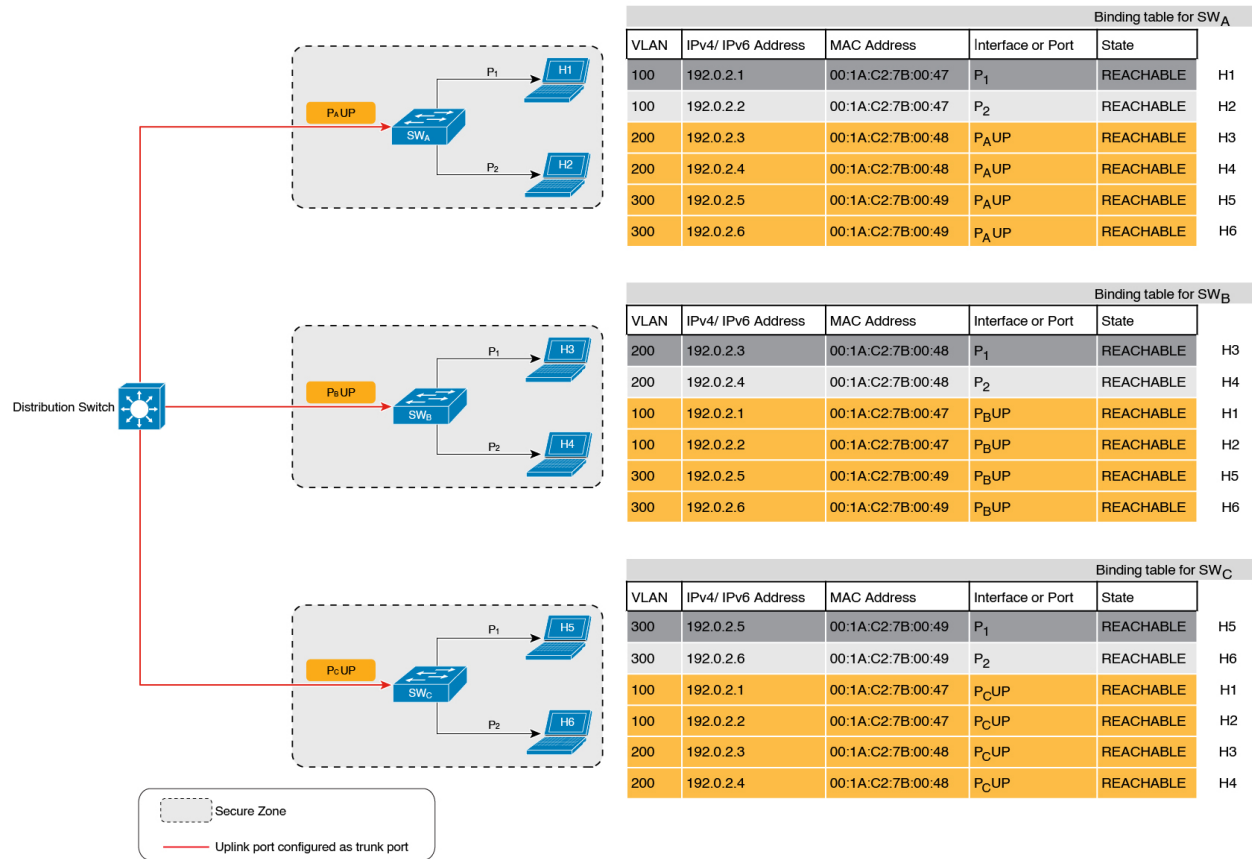 Binding table for SWA
VLAN IPv4/ IPv6 Address MAC Address Interface or Port State
100 192.0.2.1 00:1A:C2:7B:00:47 P1 REACHABLE H1
100 192.0.2.2 00:1A:C2:7B:00:47 P2 REACHABLE H2
200 192.0.2.3 00:1A:C2:7B:00:48 PAUP REACHABLE H3
200 192.0.2.4 00:1A:C2:7B:00:48 PAUP REACHABLE H4
300 192.0.2.5 00:1A:C2:7B:00:49 PAUP REACHABLE H5
300 192.0.2.6 00:1A:C2:7B:00:49 PAUP REACHABLE H6
P1
H1
PAUP
SWA
P2
H2
Binding table for SWB
VLAN IPv4/ IPv6 Address MAC Address Interface or Port State
200 192.0.2.3 00:1A:C2:7B:00:48 P1 REACHABLE H3
200 192.0.2.4 00:1A:C2:7B:00:48 P2 REACHABLE H4
100 192.0.2.1 00:1A:C2:7B:00:47 PBUP REACHABLE H1
100 192.0.2.2 00:1A:C2:7B:00:47 PBUP REACHABLE H2
300 192.0.2.5 00:1A:C2:7B:00:49 PBUP REACHABLE H5
300 192.0.2.6 00:1A:C2:7B:00:49 PBUP REACHABLE H6
P1
H3
PBUP
Distribution Switch
SWB
P2
H4
Binding table for SWC
VLAN IPv4/ IPv6 Address MAC Address Interface or Port State
300 192.0.2.5 00:1A:C2:7B:00:49 P1 REACHABLE H5
300 192.0.2.6 00:1A:C2:7B:00:49 P2 REACHABLE H6
100 192.0.2.1 00:1A:C2:7B:00:47 PCUP REACHABLE H1
100 192.0.2.2 00:1A:C2:7B:00:47 PCUP REACHABLE H2
200 192.0.2.3 00:1A:C2:7B:00:48 PCUP REACHABLE H3
200 192.0.2.4 00:1A:C2:7B:00:48 PCUP REACHABLE H4
P1
H5
PCUP
SWC
P2
H6
Secure Zone
Uplink port configured as trunk port